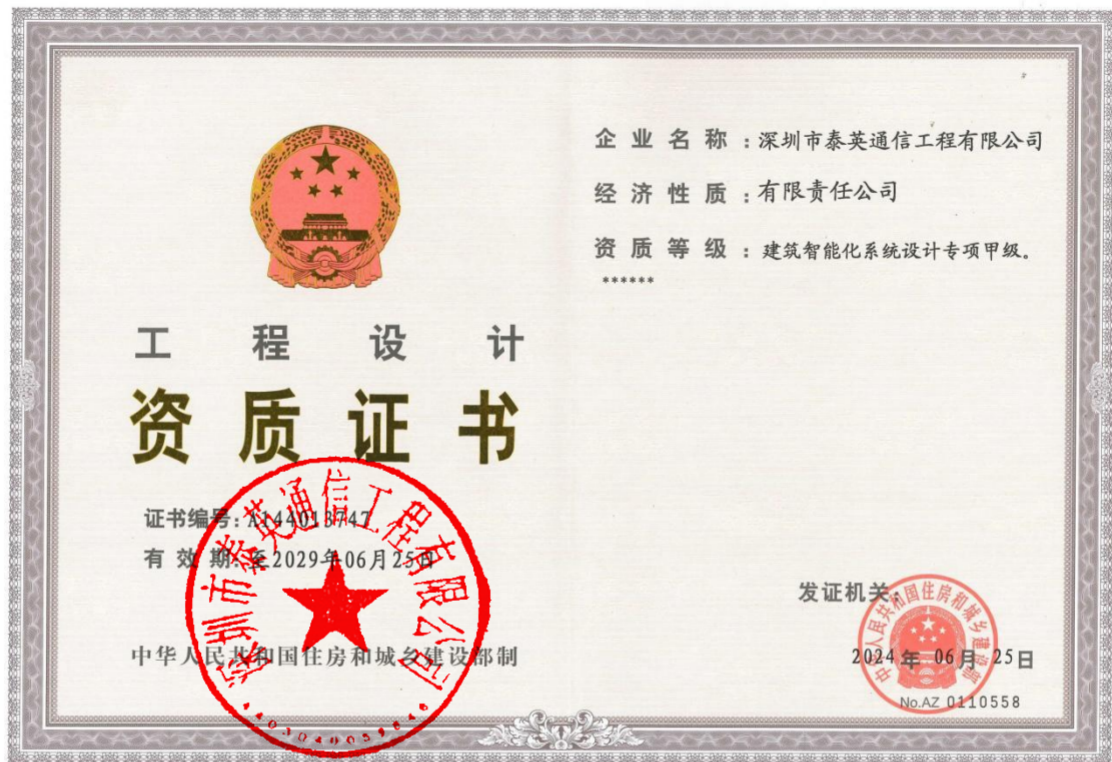 工程设计
资质证书
证书编号:A144013747
有效期:至2029年06月25日
中华人民共和国住房和城乡建设部制
深圳市泰英通信工程有限公司
企业名称:深圳市泰英通信工程有限公司
经济性质:有限责任公司
资质等级:建筑智能化系统设计专项甲级。
******
发证机关:
中华人民共和国住房和城乡建设部
2024年06月25日
No.AZ 0110558